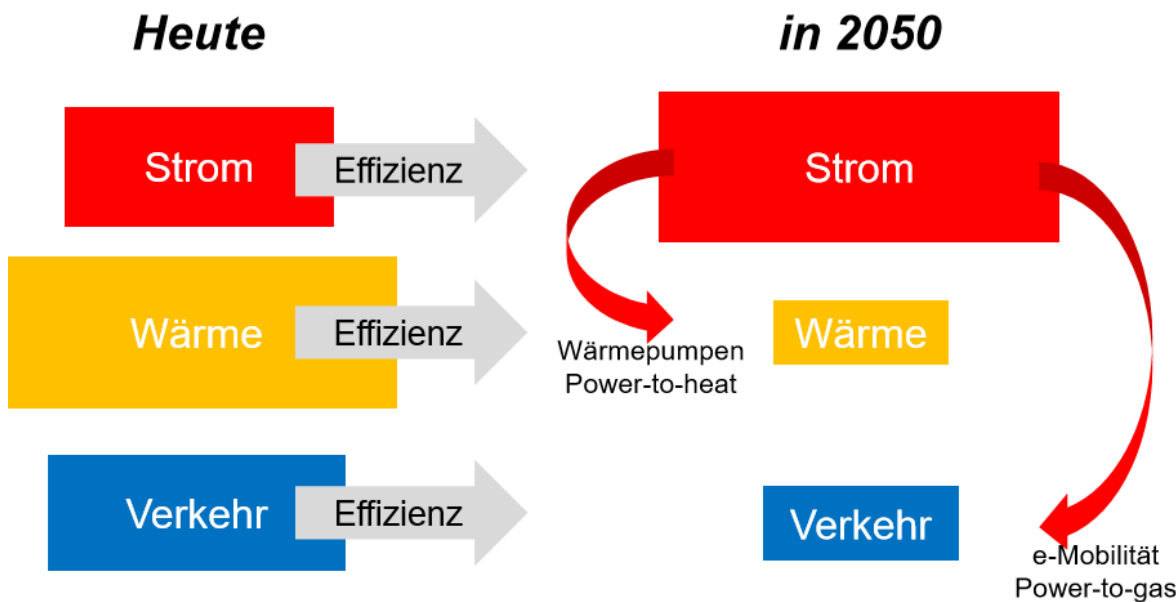 Heute
in 2050
Strom
Effizienz
Strom
Wärme
Effizienz
Wärmepumpen
Power-to-heat
Wärme
Verkehr
Effizienz
Verkehr
e-Mobilität
Power-to-gas